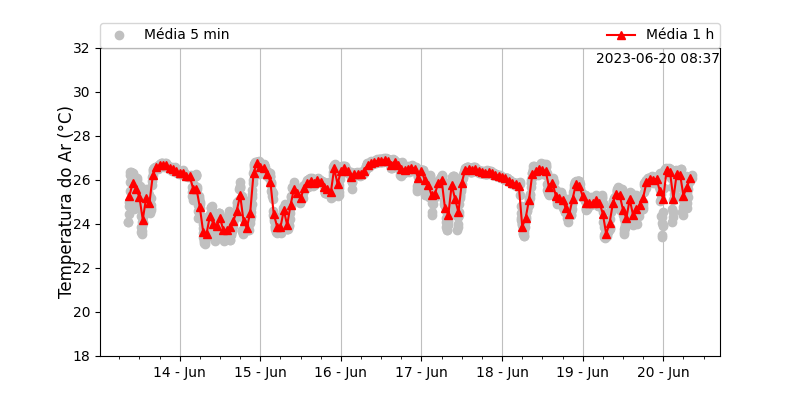 Média 5 min
Média 1 h
2023-06-20 08:37
Temperatura do Ar (°C)
32
30
28
26
24
22
20
18
14 - Jun
15 - Jun
16 - Jun
17 - Jun
18 - Jun
19 - Jun
20 - Jun